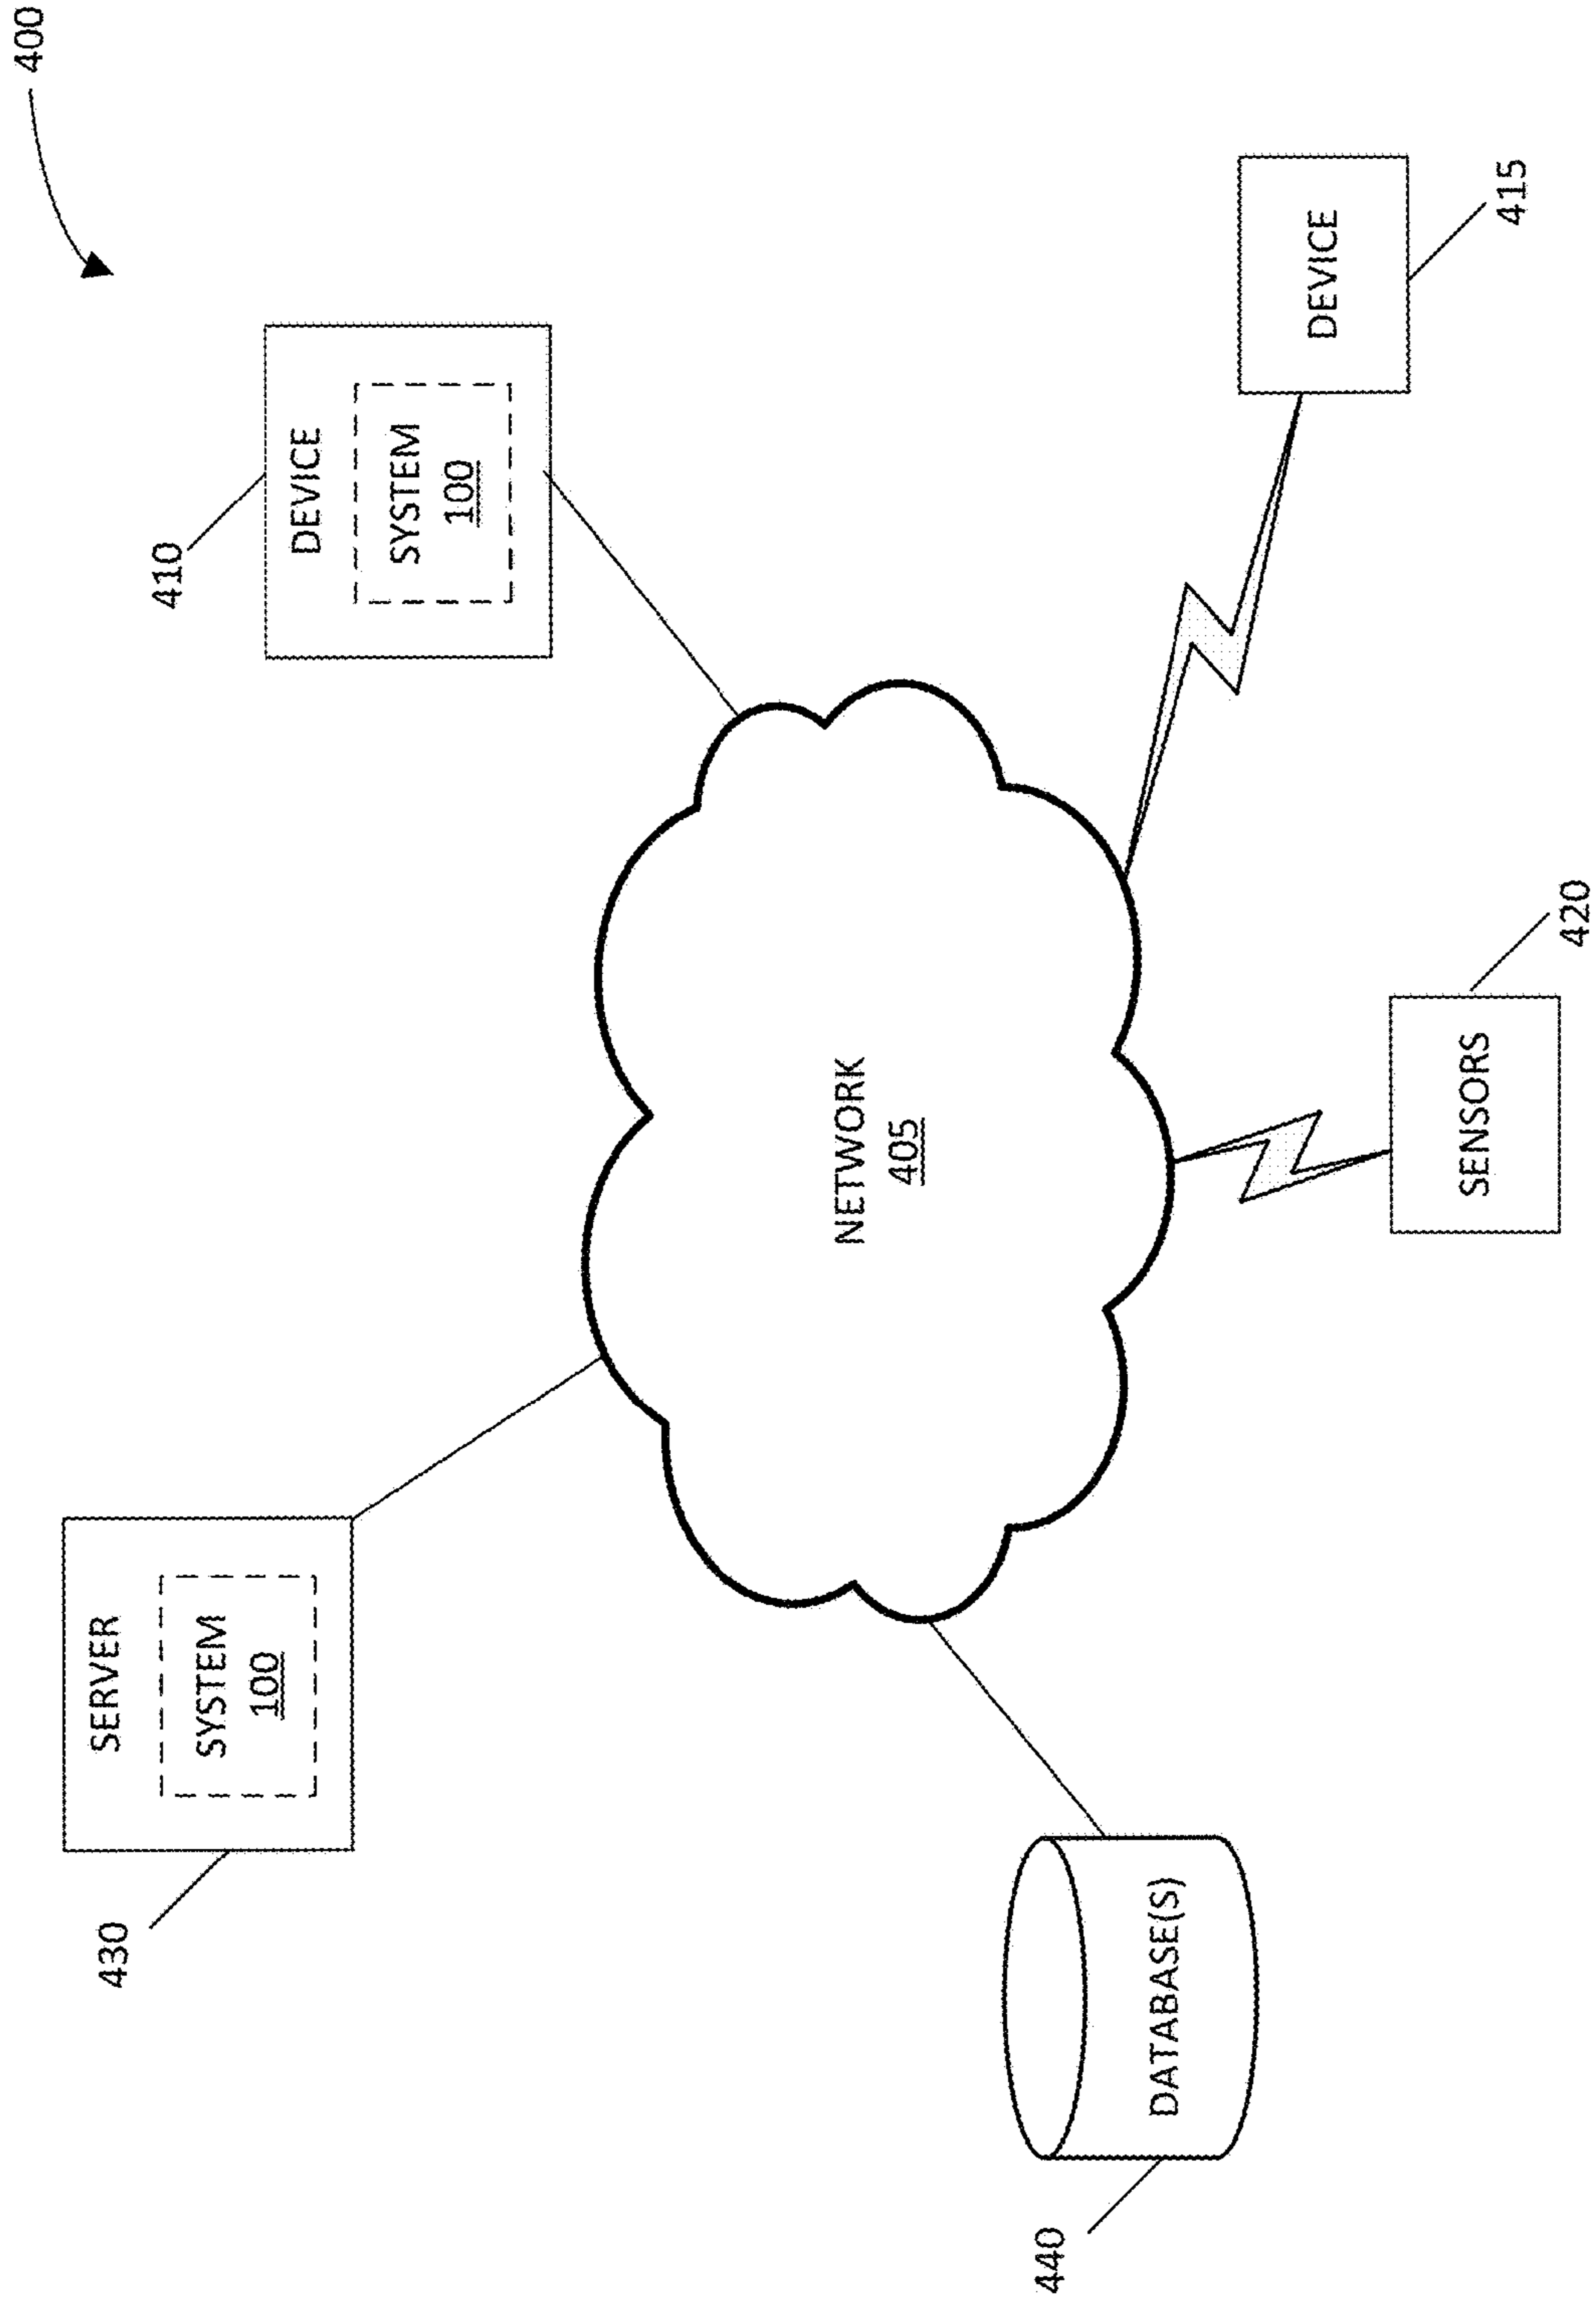 400
430
SERVER
SYSTEM
100
410
DEVICE
SYSTEM
100
NETWORK
405
440
DATABASE(S)
SENSORS
420
DEVICE
415